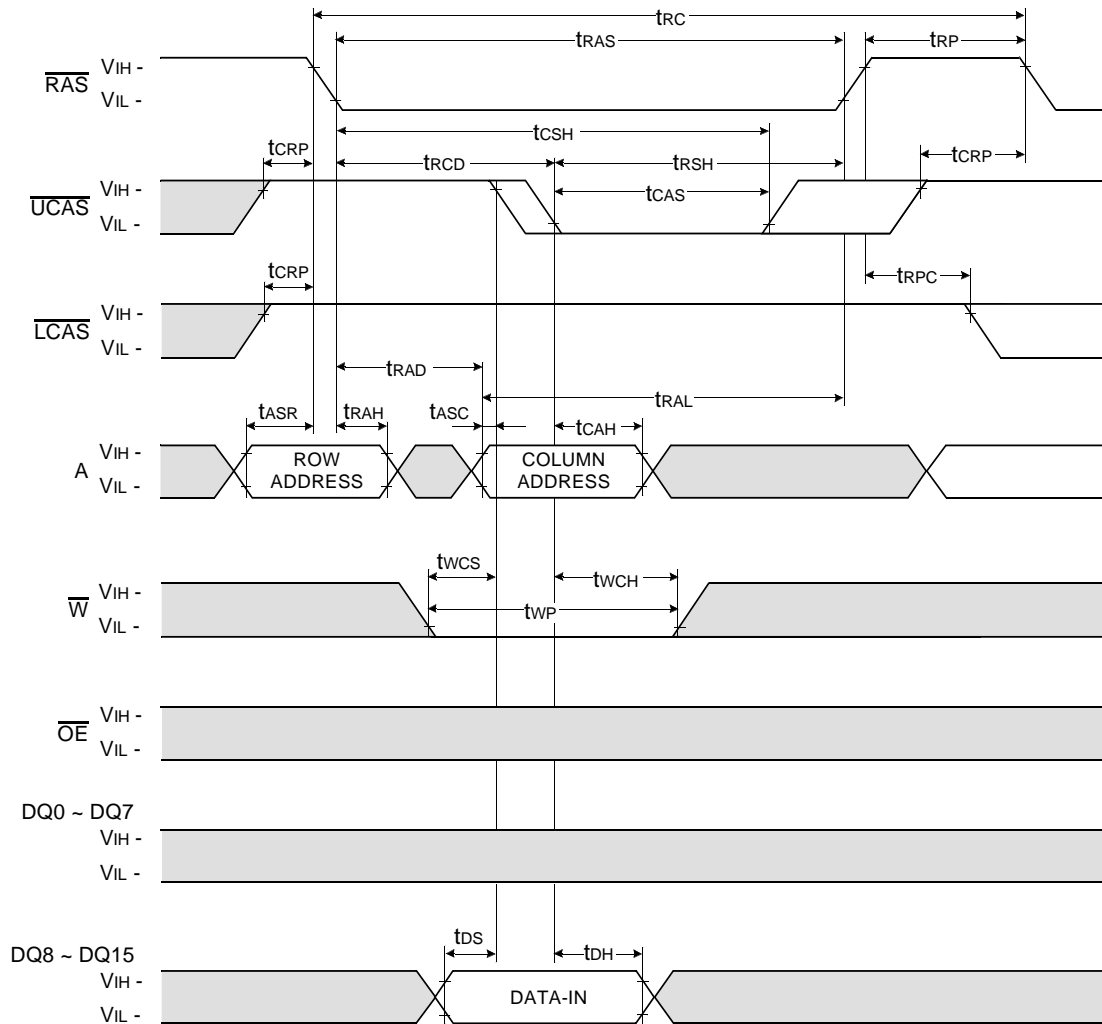 tRC
tRAS tRP
RAS VIH -
VIL -
tCSH
tCRP tRCD tRSH tCRP
UCAS VIH -
VIL -
tCAS
tCRP tRPC
LCAS VIH -
VIL -
tRAD
tRAL
tASR tRAH tASC tCAH
A VIH -
VIL -
ROW
ADDRESS
COLUMN
ADDRESS
tWCS tWCH
W VIH -
VIL -
tWP
OE VIH -
VIL -
DQ0 ~ DQ7
VIH -
VIL -
tDS tDH
DQ8 ~ DQ15
VIH -
VIL -
DATA-IN